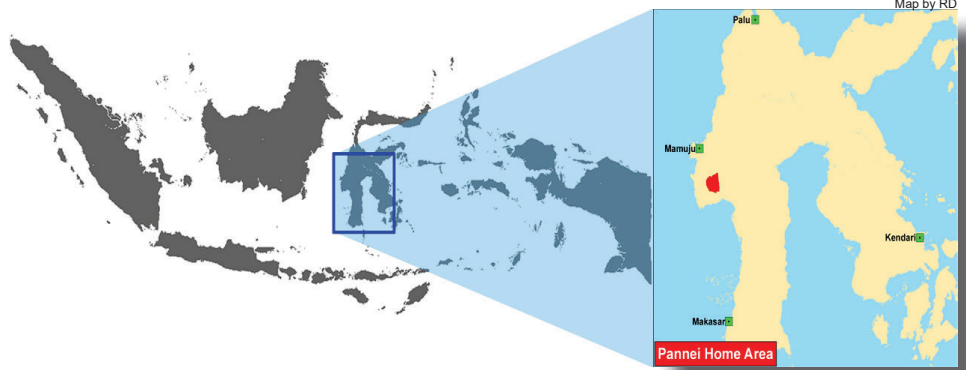 Map by RD
Palu
Mamuju
Kendari
Makasar
Pannei Home Area